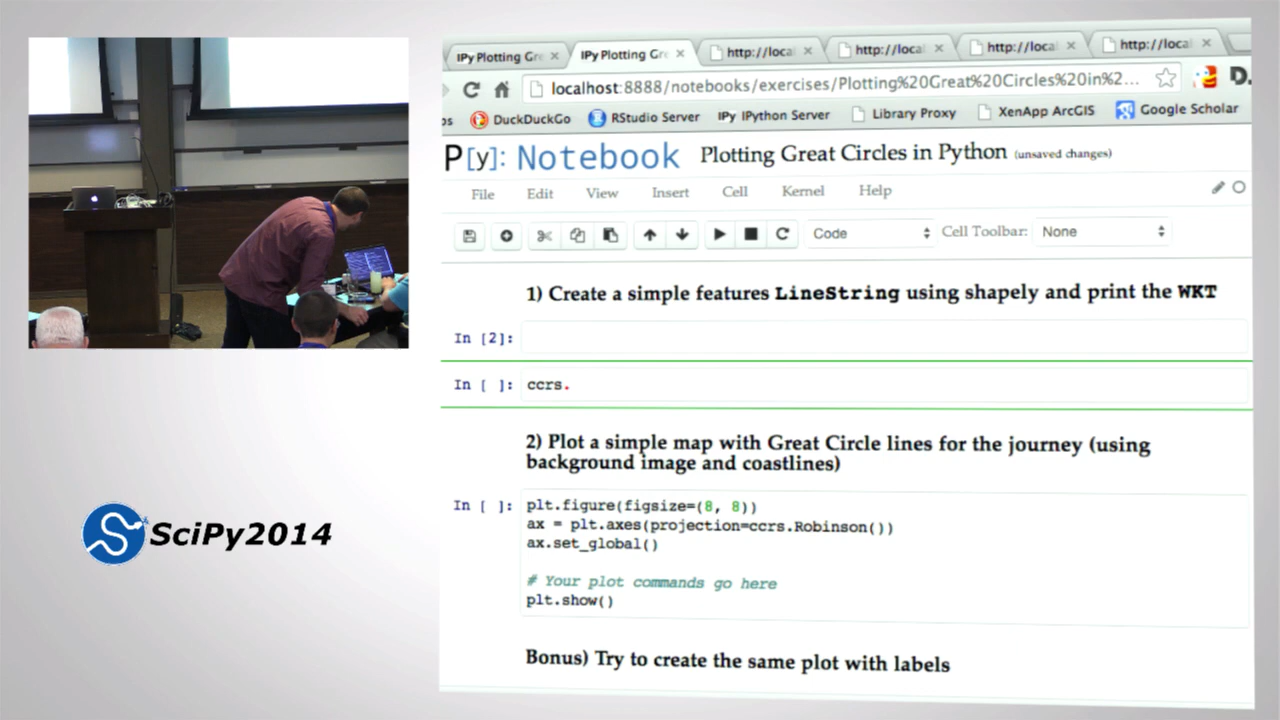 IPy Plotting Gr
IPy Plotting Gr
http://loca
http://local
http://loca
http://loca
localhost:8888/notebooks/exercises/Plotting%20Great%20Circles%20in%2...
DuckDuckGo
RStudio Server
IPy IPython Server
Library Proxy
XenApp ArcGIS
Google Scholar
P[y]: Notebook Plotting Great Circles in Python (unsaved changes)
File Edit View Insert Cell Kernel Help
Code Cell Toolbar: None
1) Create a simple features LineString using shapely and print the WKT
In [2]:
In [ ]: ccrs.
2) Plot a simple map with Great Circle lines for the journey (using
background image and coastlines)
In [ ]: plt.figure(figsize=(8, 8))
ax = plt.axes(projection=ccrs.Robinson())
ax.set_global()
# Your plot commands go here
plt.show()
Bonus) Try to create the same plot with labels
SciPy2014